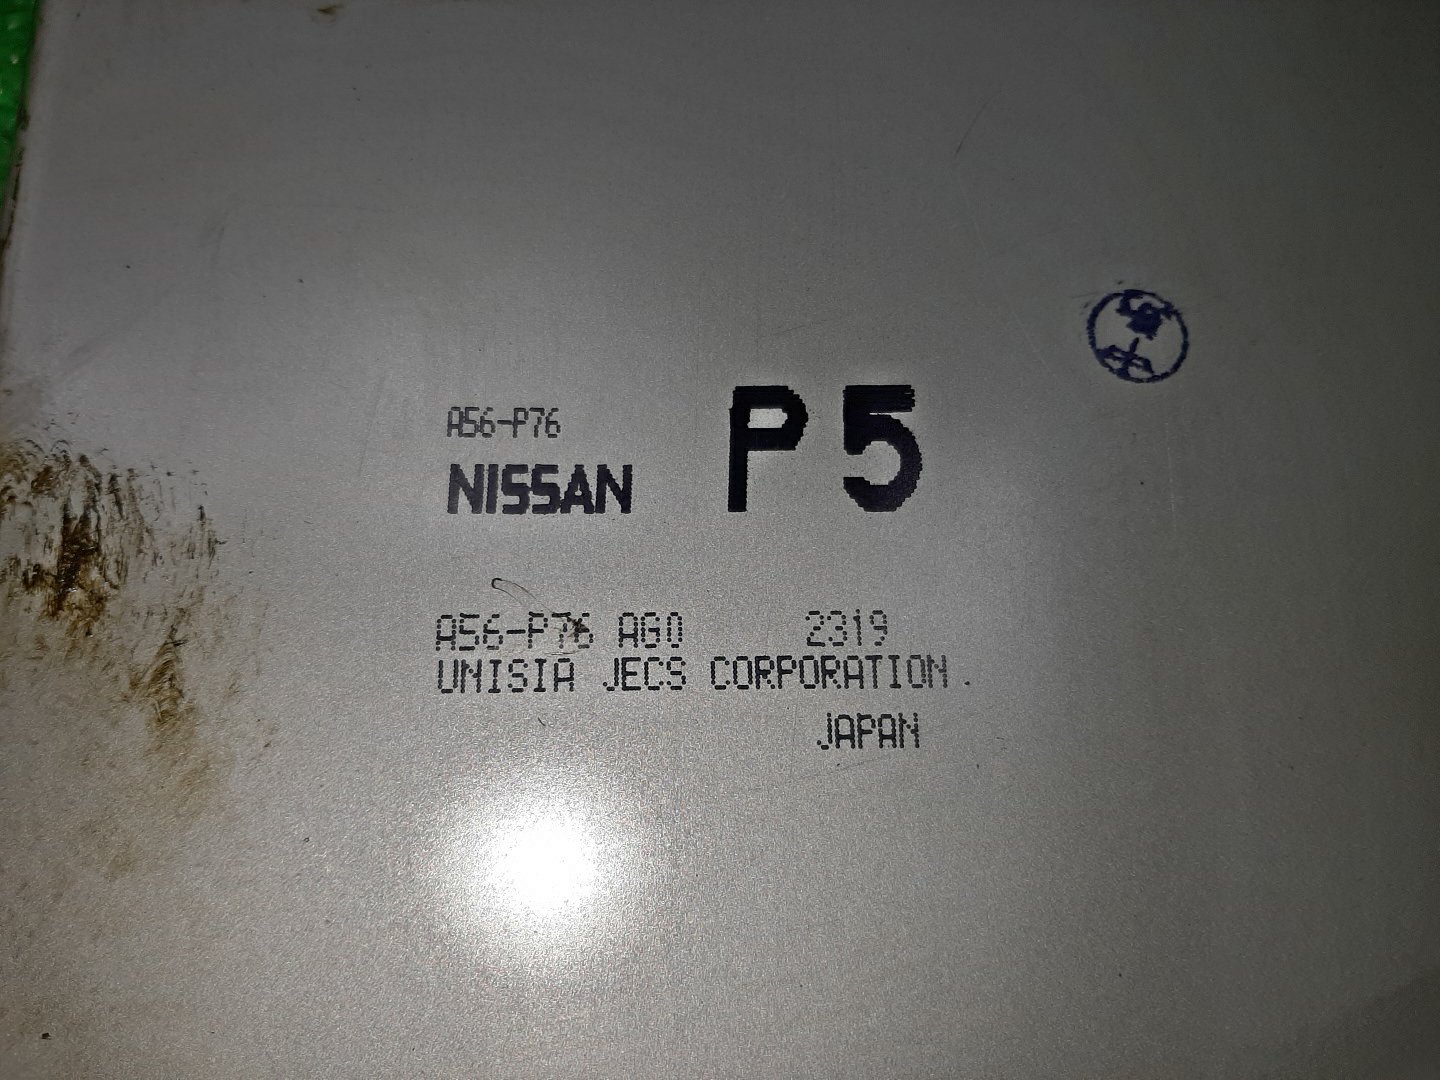 A56-P76
NISSAN P5
A56-P76 AG0 2319
UNISIA JECS CORPORATION.
JAPAN